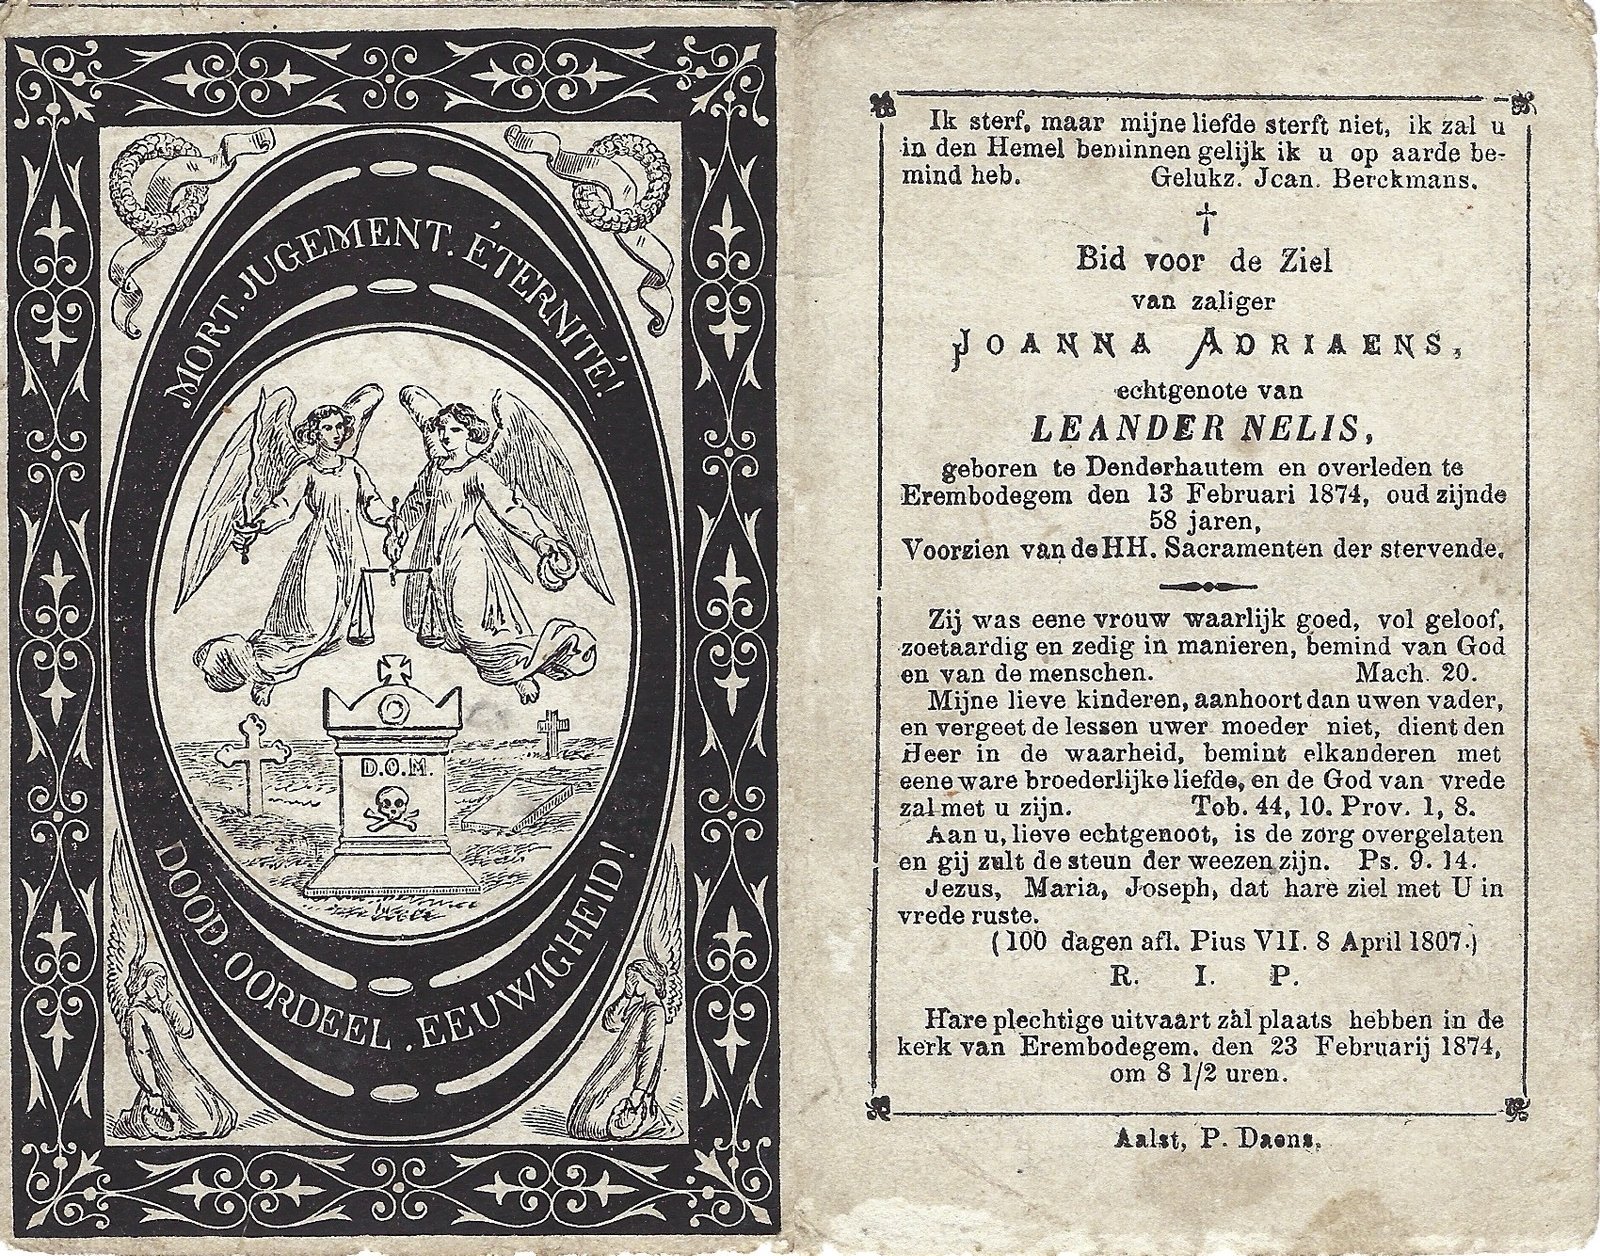 MORT. JUGEMENT. ÉTERNITÉ!
D.O.M.
DOOD. OORDEEL. EEUWIGHEID!
Ik sterf, maar mijne liefde sterft niet, ik zal u
in den Hemel beminnen gelijk ik u op aarde be-
mind heb. Gelukz. Jean. Berckmans.
†
Bid voor de Ziel
van zaliger
JOANNA ADRIAENS,
echtgenote van
LEANDER NELIS,
geboren te Denderhautem en overleden te
Erembodegem den 13 Februari 1874, oud zijnde
58 jaren,
Voorzien van de HH. Sacramenten der stervende.
Zij was eene vrouw waarlijk goed, vol geloof,
zoetaardig en zedig in manieren, bemind van God
en van de menschen. Mach. 20.
Mijne lieve kinderen, aanhoort dan uwen vader,
en vergeet de lessen uwer moeder niet, dient den
Heer in de waarheid, bemint elkanderen met
eene ware broederlijke liefde, en de God van vrede
zal met u zijn. Tob. 44, 10. Prov. 1, 8.
Aan u, lieve echtgenoot, is de zorg overgelaten
en gij zult de steun der weezen zijn. Ps. 9. 14.
Jezus, Maria, Joseph, dat hare ziel met U in
vrede ruste.
(100 dagen afl. Pius VII. 8 April 1807.)
R. I. P.
Hare plechtige uitvaart zal plaats hebben in de
kerk van Erembodegem. den 23 Februarij 1874,
om 8 1/2 uren.
Aalst, P. Daens.